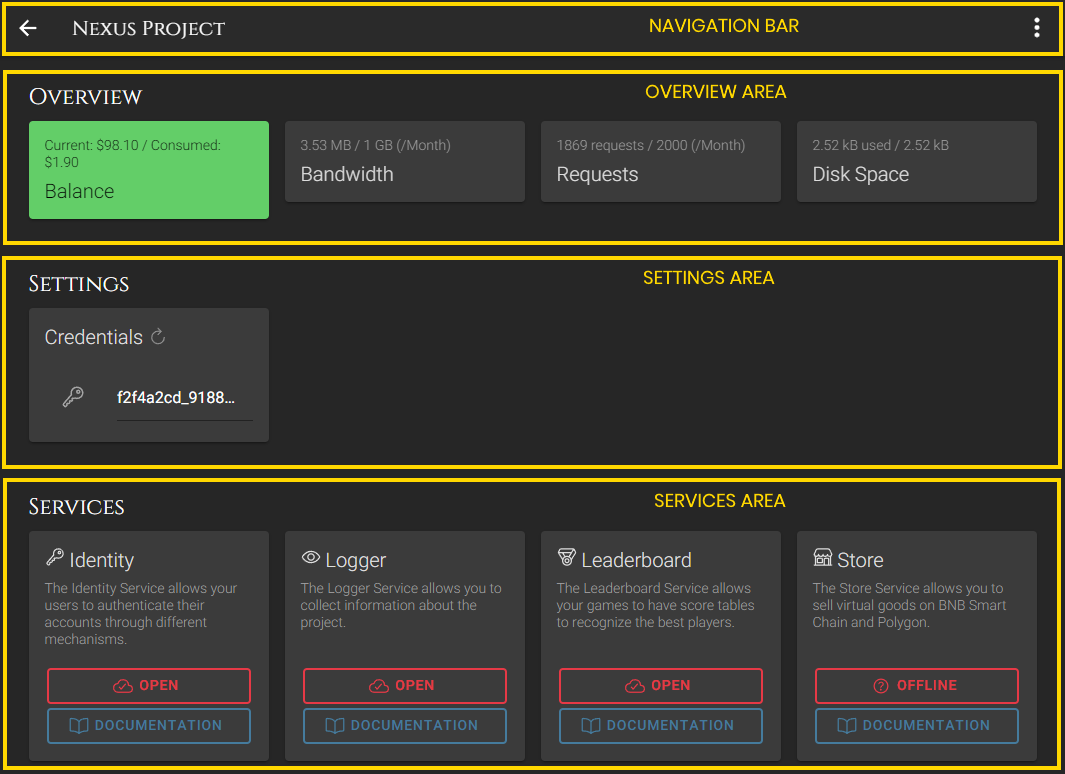 Nexus Project
NAVIGATION BAR
Overview
OVERVIEW AREA
Current: $98.10 / Consumed:
$1.90
Balance
3.53 MB / 1 GB (/Month)
Bandwidth
1869 requests / 2000 (/Month)
Requests
2.52 kB used / 2.52 kB
Disk Space
Settings
SETTINGS AREA
Credentials
f2f4a2cd_9188...
Services
SERVICES AREA
Identity
The Identity Service allows your
users to authenticate their
accounts through different
mechanisms.
OPEN
DOCUMENTATION
Logger
The Logger Service allows you to
collect information about the
project.
OPEN
DOCUMENTATION
Leaderboard
The Leaderboard Service allows
your games to have score tables
to recognize the best players.
OPEN
DOCUMENTATION
Store
The Store Service allows you to
sell virtual goods on BNB Smart
Chain and Polygon.
OFFLINE
DOCUMENTATION